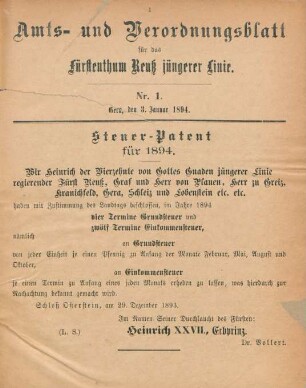 Amts- und Verordnungsblatt
für das
Fürstenthum Reuß jüngerer Linie.
Nr. 1.
Gera, den 3. Januar 1894.
Steuer-Patent
für 1894.
Wir Heinrich der Vierzehnte von Gottes Gnaden jüngerer Linie
regierender Fürst Reuß, Graf und Herr von Plauen, Herr zu Greiz,
Kranichfeld, Gera, Schleiz und Lobenstein etc. etc.
haben mit Zustimmung des Landtags beschlossen, im Jahre 1894
vier Termine Grundsteuer und
zwölf Termine Einkommensteuer,
nämlich
an Grundsteuer
von jeder Einheit je einen Pfennig zu Anfang der Monate Februar, Mai, August und
Oktober,
an Einkommensteuer
je einen Termin zu Anfang eines jeden Monats erheben zu lassen, was hierdurch zur
Nachachtung bekannt gemacht wird.
Schloß Osterstein, am 29. Dezember 1893.
Im Namen Seiner Durchlaucht des Fürsten:
(L. S.) Heinrich XXVII., Erbprinz.
Dr. Vollert.